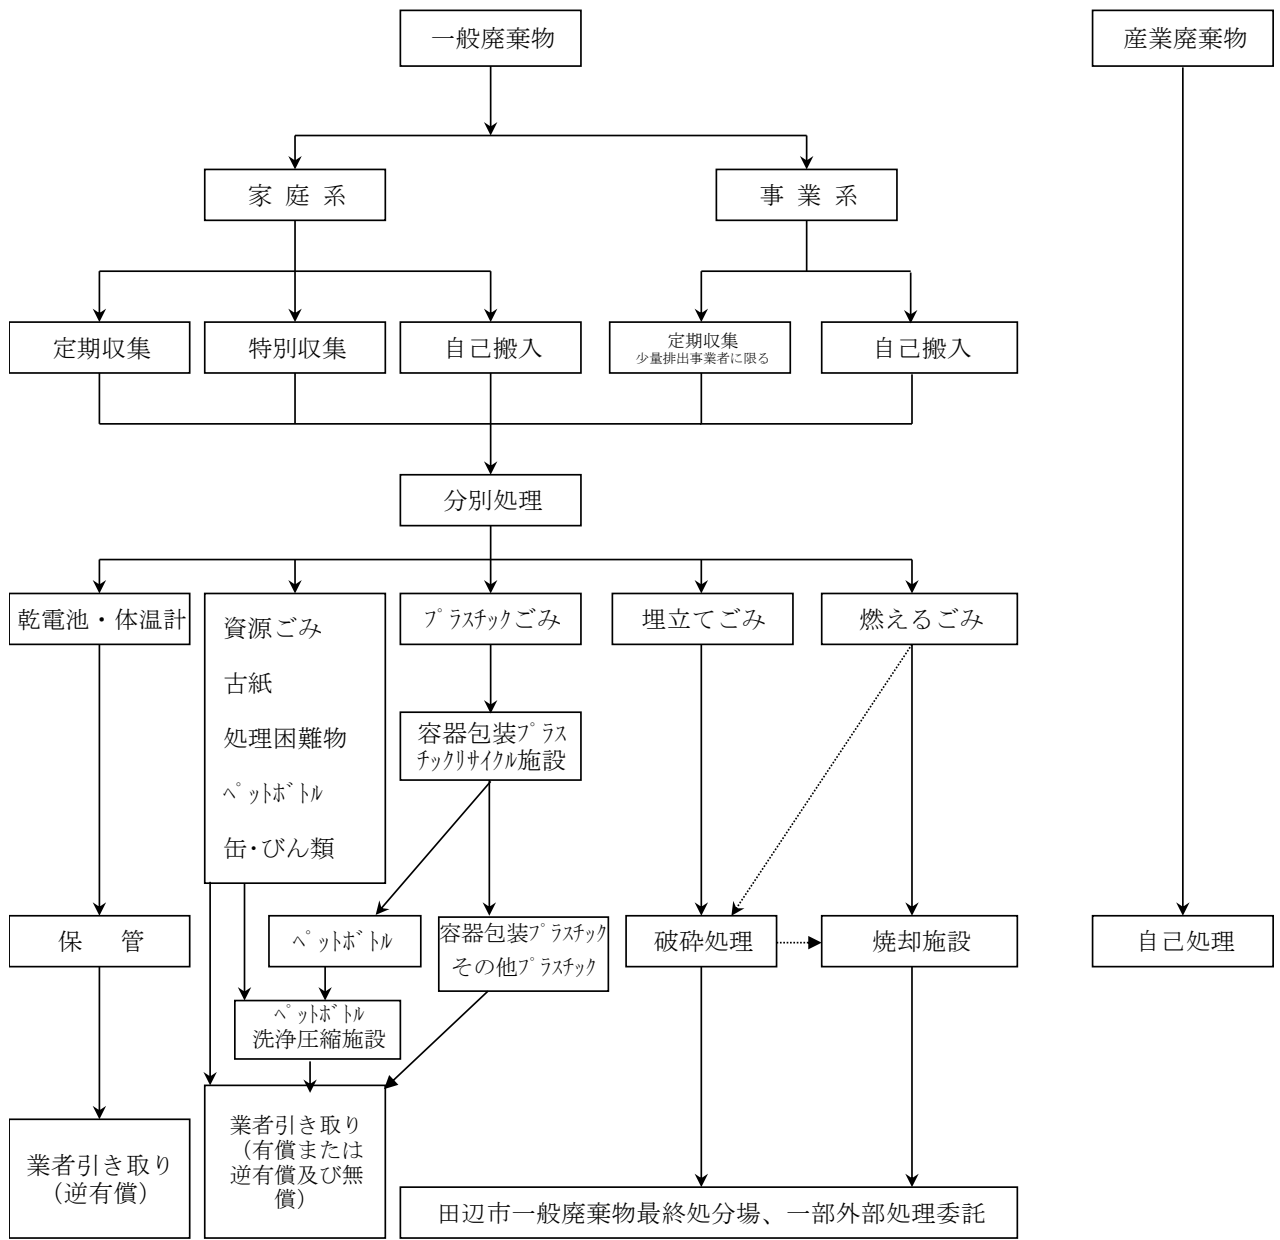 一般廃棄物
産業廃棄物
家 庭 系
事 業 系
定期収集
特別収集
自己搬入
定期収集
少量排出事業者に限る
自己搬入
分別処理
乾電池・体温計
資源ごみ
古紙
処理困難物
ﾍﾟｯﾄﾎﾞﾄﾙ
缶･びん類
ﾌﾟﾗｽﾁｯｸごみ
埋立てごみ
燃えるごみ
容器包装ﾌﾟﾗｽ
ﾁｯｸﾘｻｲｸﾙ施設
保　管
ﾍﾟｯﾄﾎﾞﾄﾙ
容器包装ﾌﾟﾗｽﾁｯｸ
その他ﾌﾟﾗｽﾁｯｸ
破砕処理
焼却施設
自己処理
ﾍﾟｯﾄﾎﾞﾄﾙ
洗浄圧縮施設
業者引き取り
（逆有償）
業者引き取り
（有償または
逆有償及び無
償）
田辺市一般廃棄物最終処分場、一部外部処理委託